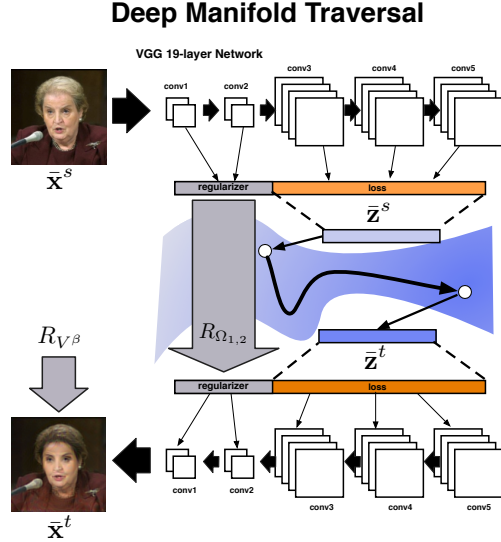 Deep Manifold Traversal
VGG 19-layer Network
conv1
conv2
conv3
conv4
conv5
x̄ˢ
regularizer
loss
z̄ˢ
R_{V^β}
R_{Ω_{1,2}}
z̄ᵗ
regularizer
loss
conv1
conv2
conv3
conv4
conv5
x̄ᵗ